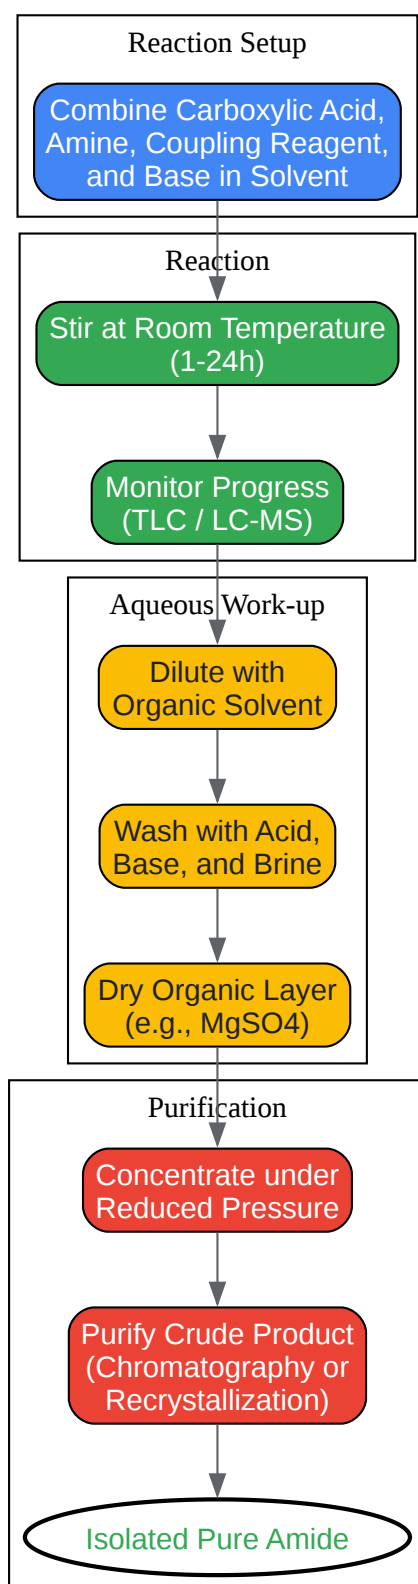 Reaction Setup
Combine Carboxylic Acid,
Amine, Coupling Reagent,
and Base in Solvent
Reaction
Stir at Room Temperature
(1-24h)
Monitor Progress
(TLC / LC-MS)
Aqueous Work-up
Dilute with
Organic Solvent
Wash with Acid,
Base, and Brine
Dry Organic Layer
(e.g., MgSO4)
Purification
Concentrate under
Reduced Pressure
Purify Crude Product
(Chromatography or
Recrystallization)
Isolated Pure Amide